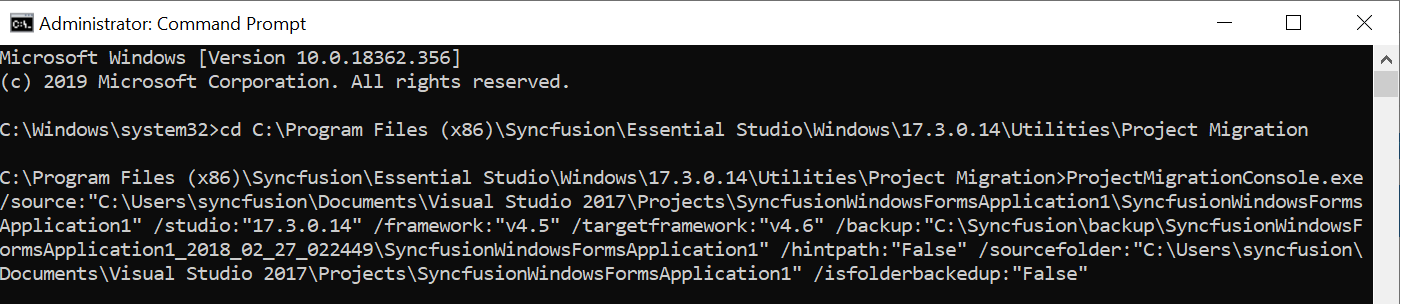 Administrator: Command Prompt
Microsoft Windows [Version 10.0.18362.356]
(c) 2019 Microsoft Corporation. All rights reserved.
C:\Windows\system32>cd C:\Program Files (x86)\Syncfusion\Essential Studio\Windows\17.3.0.14\Utilities\Project Migration
C:\Program Files (x86)\Syncfusion\Essential Studio\Windows\17.3.0.14\Utilities\Project Migration>ProjectMigrationConsole.exe
/source:"C:\Users\syncfusion\Documents\Visual Studio 2017\Projects\SyncfusionWindowsFormsApplication1\SyncfusionWindowsForms
Application1" /studio:"17.3.0.14" /framework:"v4.5" /targetframework:"v4.6" /backup:"C:\Syncfusion\backup\SyncfusionWindowsF
ormsApplication1_2018_02_27_022449\SyncfusionWindowsFormsApplication1" /hintpath:"False" /sourcefolder:"C:\Users\syncfusion\
Documents\Visual Studio 2017\Projects\SyncfusionWindowsFormsApplication1" /isfolderbackedup:"False"